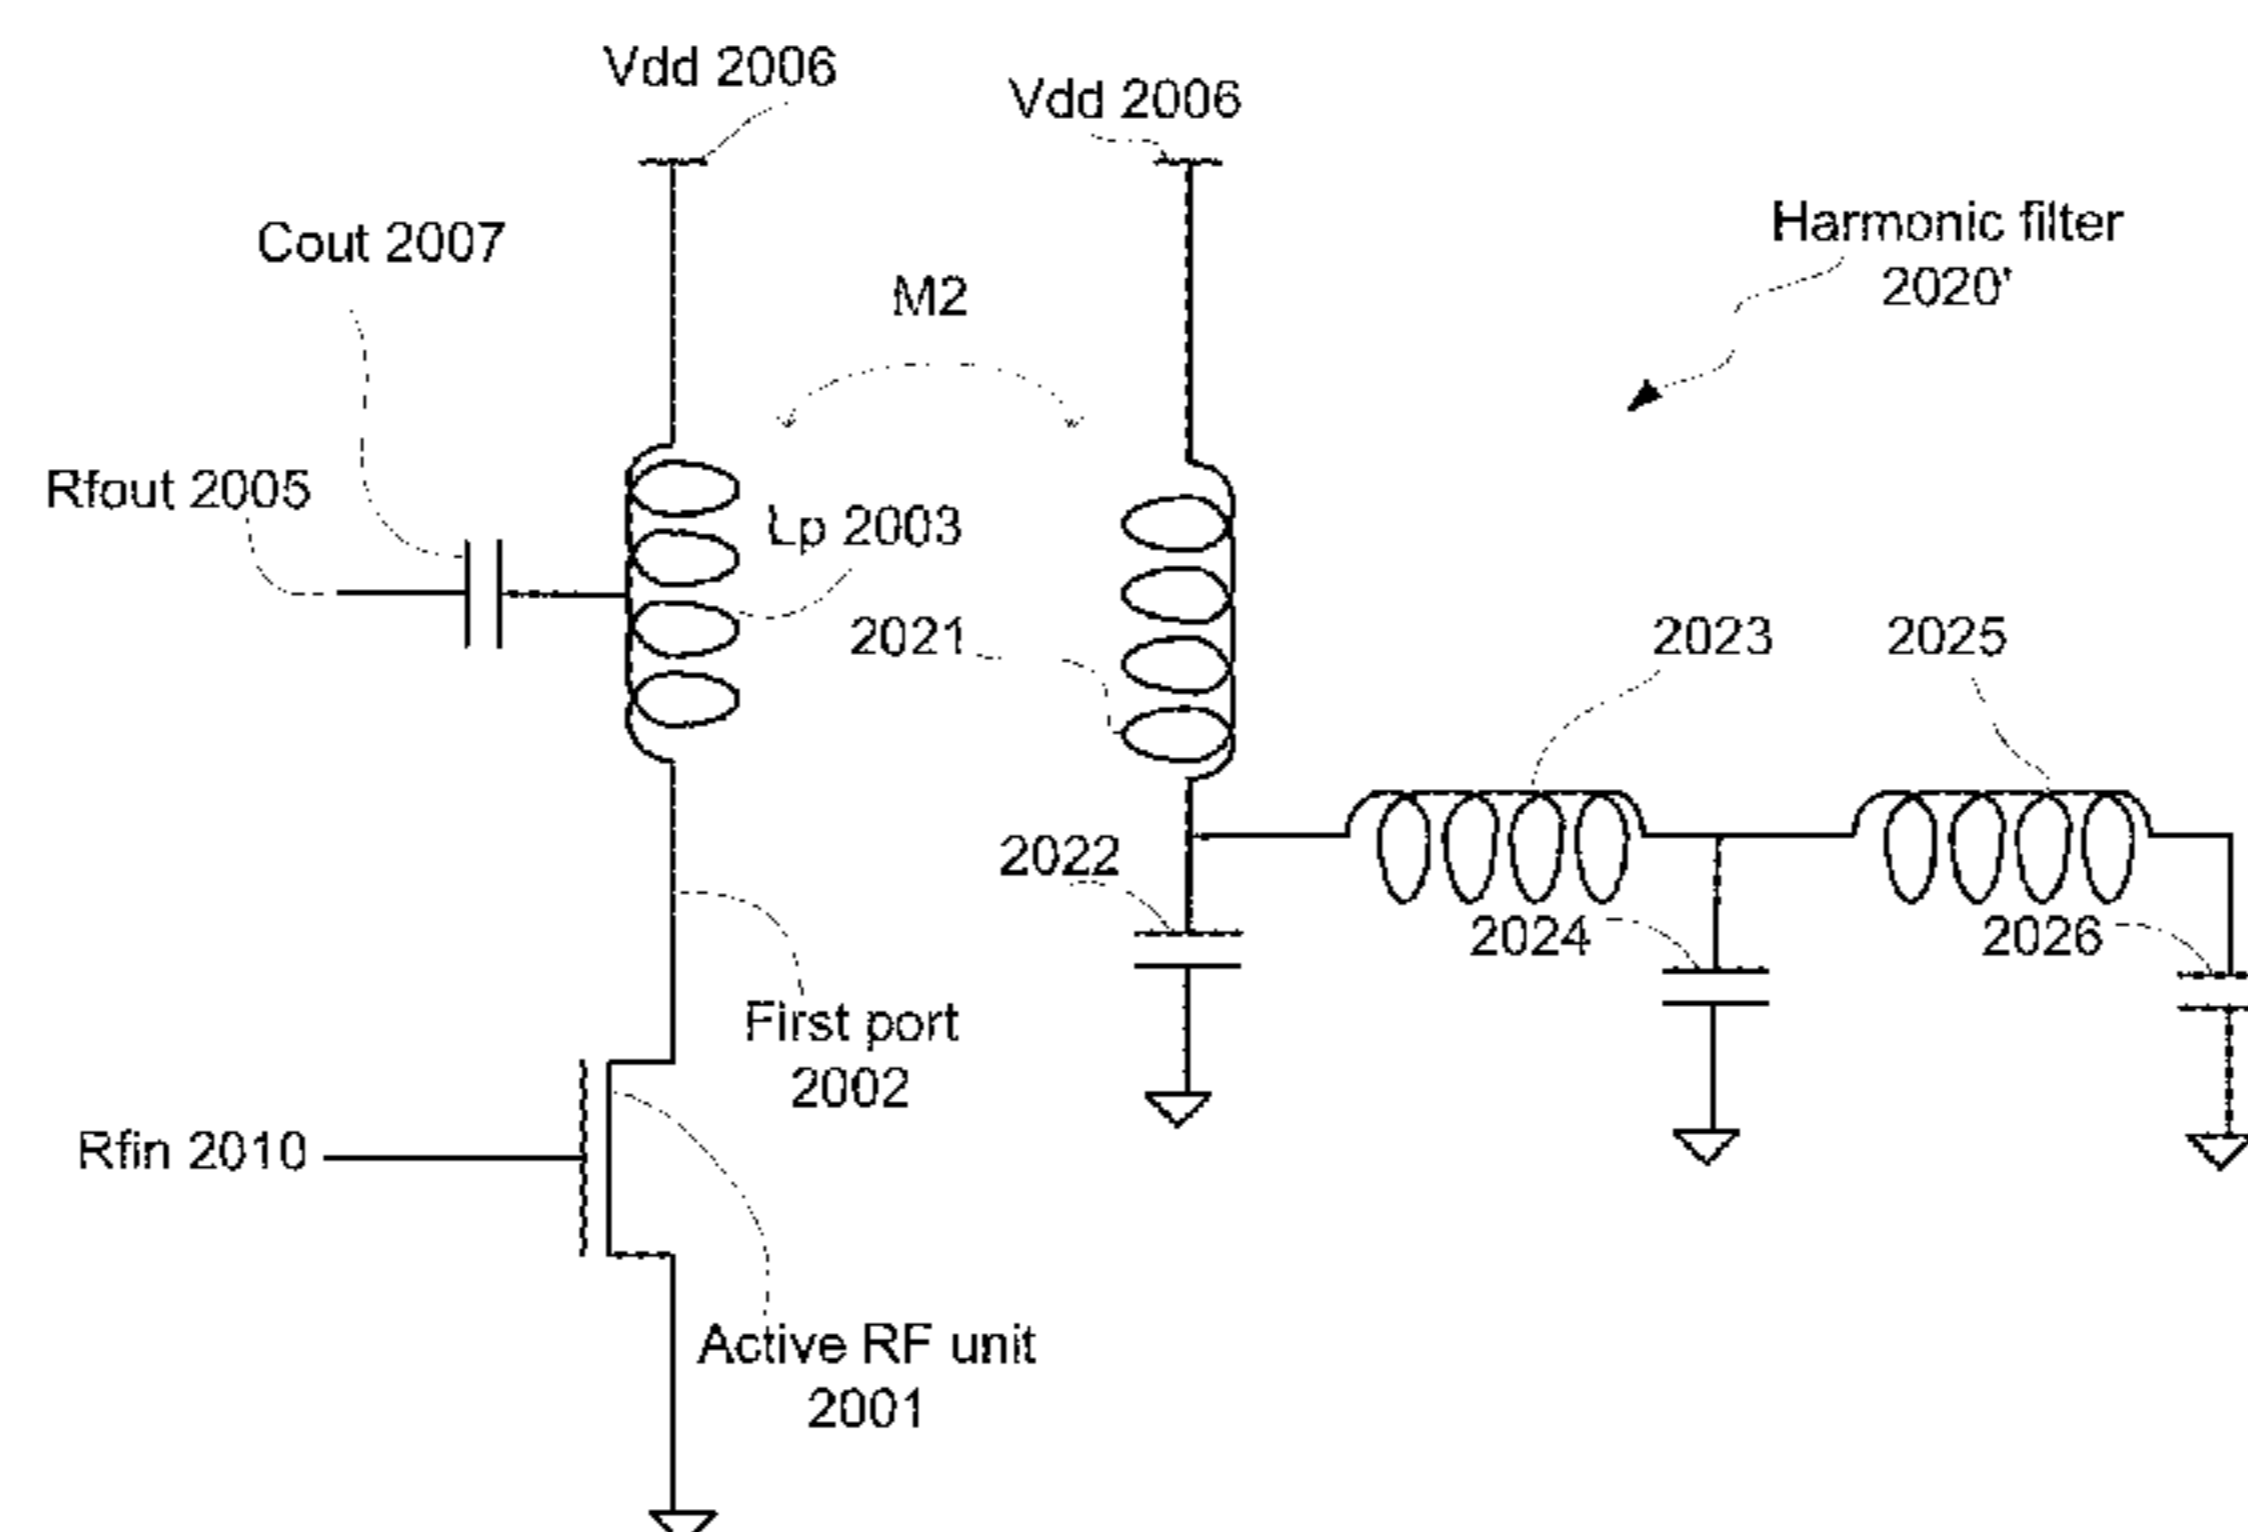 Vdd 2006
Vdd 2006
Harmonic filter
2020'
Cout 2007
M2
Rfout 2005
Lp 2003
2021
2023
2025
2022
2024
2026
First port
2002
Rfin 2010
Active RF unit
2001